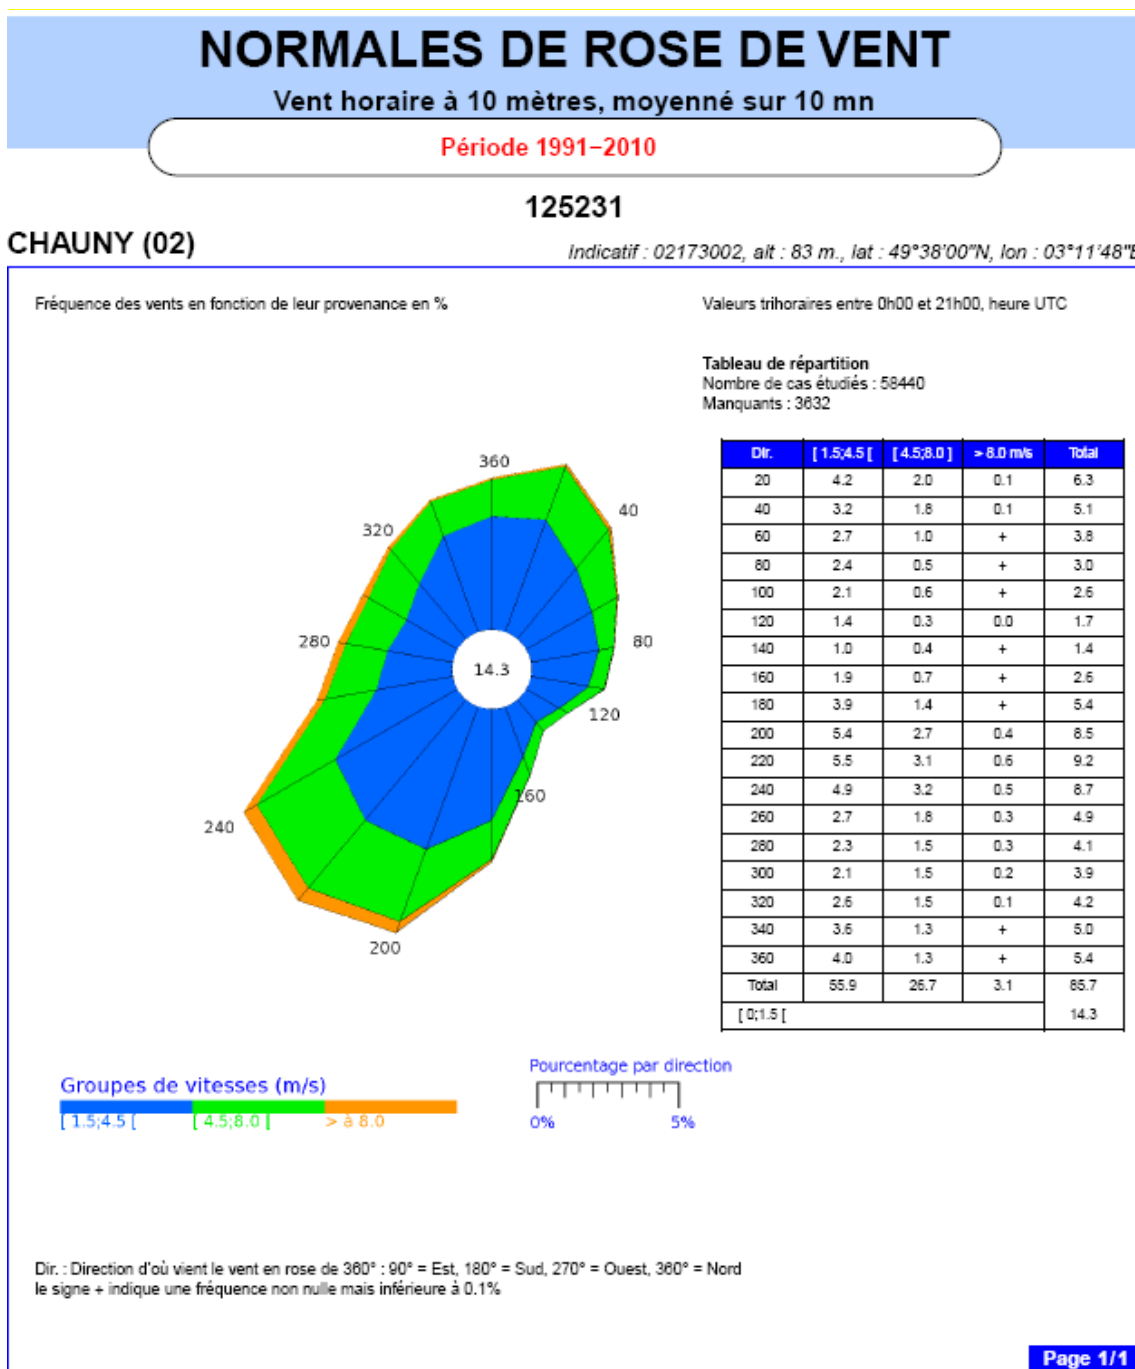 NORMALES DE ROSE DE VENT
Vent horaire à 10 mètres, moyenné sur 10 mn
Période 1991–2010
125231
CHAUNY (02)
Indicatif : 02173002, alt : 83 m., lat : 49°38'00"N, lon : 03°11'48"E
Fréquence des vents en fonction de leur provenance en %
Valeurs trihoraires entre 0h00 et 21h00, heure UTC
Tableau de répartition
Nombre de cas étudiés : 58440
Manquants : 3632
Dir. [ 1.5;4.5 [ [ 4.5;8.0 ] > 8.0 m/s Total
20 4.2 2.0 0.1 6.3
40 3.2 1.8 0.1 5.1
60 2.7 1.0 + 3.8
80 2.4 0.5 + 3.0
100 2.1 0.6 + 2.6
120 1.4 0.3 0.0 1.7
140 1.0 0.4 + 1.4
160 1.9 0.7 + 2.6
180 3.9 1.4 + 5.4
200 5.4 2.7 0.4 8.5
220 5.5 3.1 0.6 9.2
240 4.9 3.2 0.5 8.7
260 2.7 1.8 0.3 4.9
280 2.3 1.5 0.3 4.1
300 2.1 1.5 0.2 3.9
320 2.6 1.5 0.1 4.2
340 3.6 1.3 + 5.0
360 4.0 1.3 + 5.4
Total 55.9 26.7 3.1 85.7
[ 0;1.5 [ 14.3
360
40
320
280
80
14.3
120
160
240
200
Groupes de vitesses (m/s)
[ 1.5;4.5 [ [ 4.5;8.0 ] > à 8.0
Pourcentage par direction
0% 5%
Dir. : Direction d'où vient le vent en rose de 360° : 90° = Est, 180° = Sud, 270° = Ouest, 360° = Nord
le signe + indique une fréquence non nulle mais inférieure à 0.1%
Page 1/1